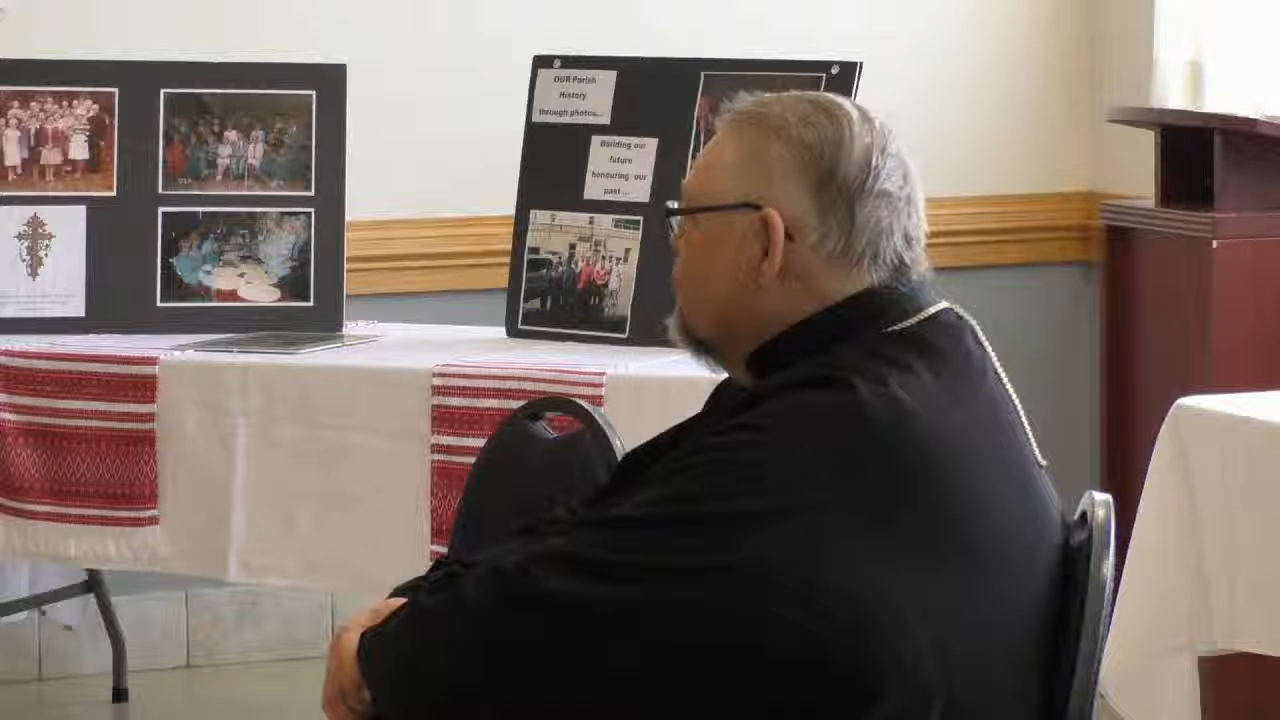 OUR Parish
History
through photos...
Building our
future
honouring our
past ...